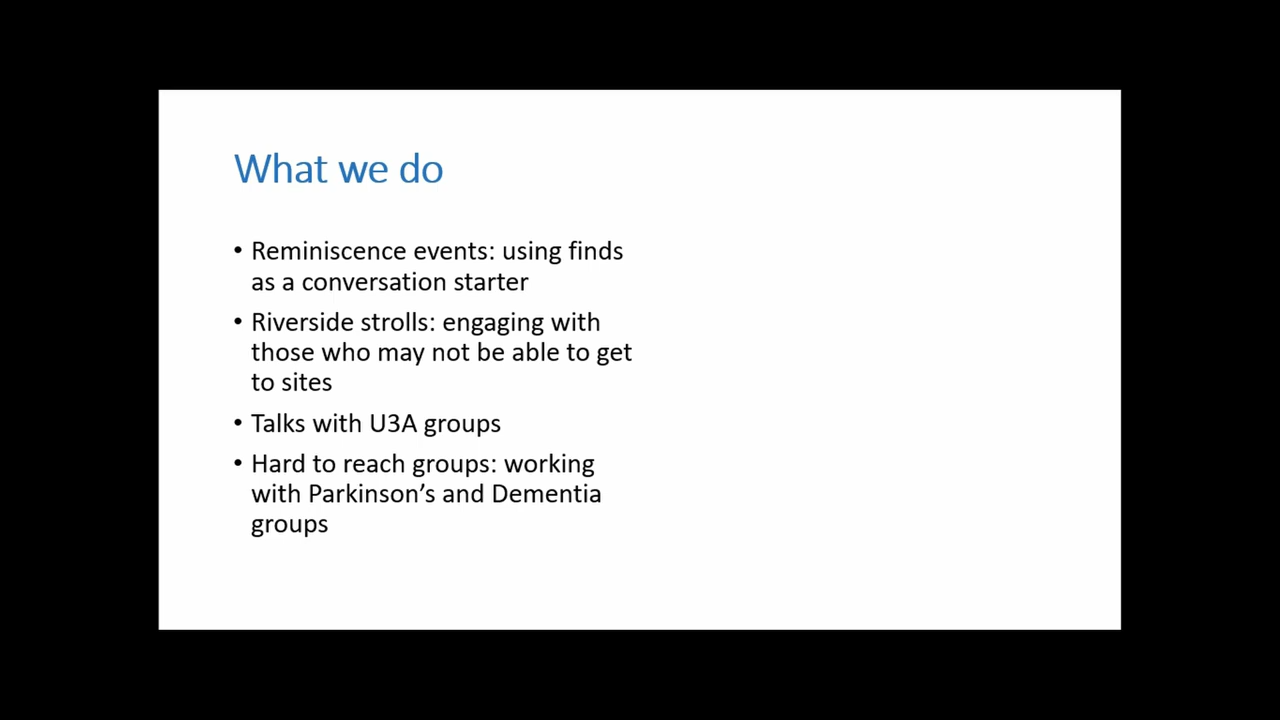 What we do
• Reminiscence events: using finds
as a conversation starter
• Riverside strolls: engaging with
those who may not be able to get
to sites
• Talks with U3A groups
• Hard to reach groups: working
with Parkinson’s and Dementia
groups